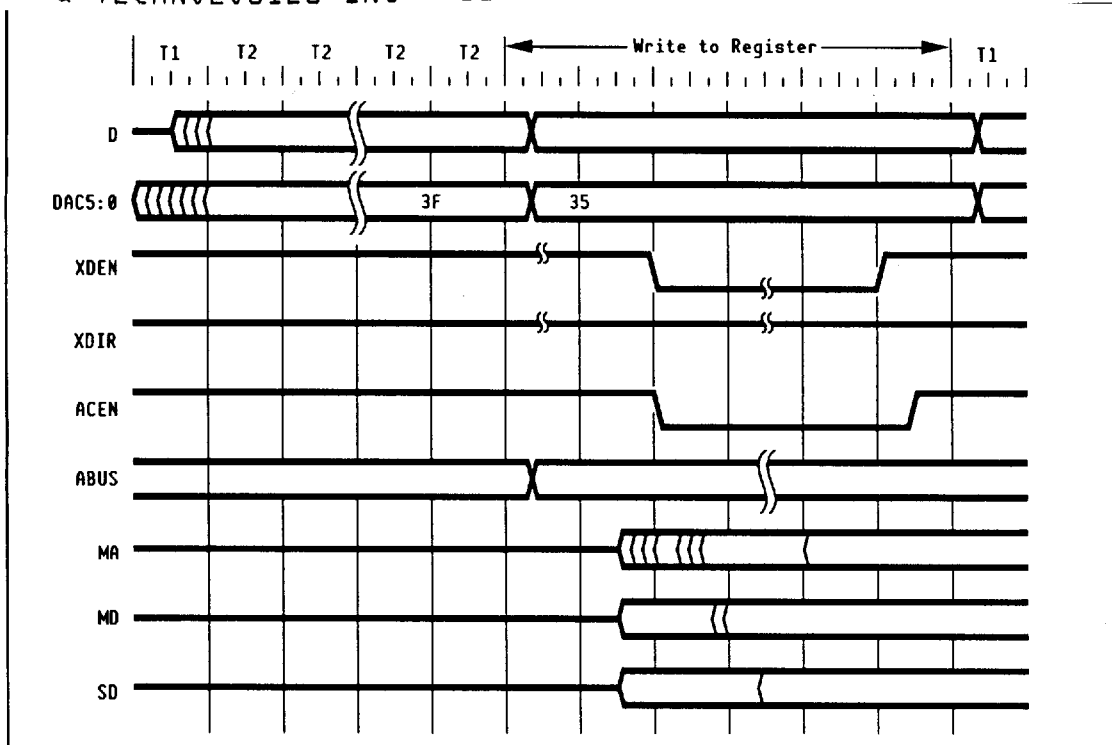 T1 T2 T2 T2 T2 Write to Register T1
D
DAC5:0 3F 35
XDEN
XDIR
ACEN
ABUS
MA
MD
SD